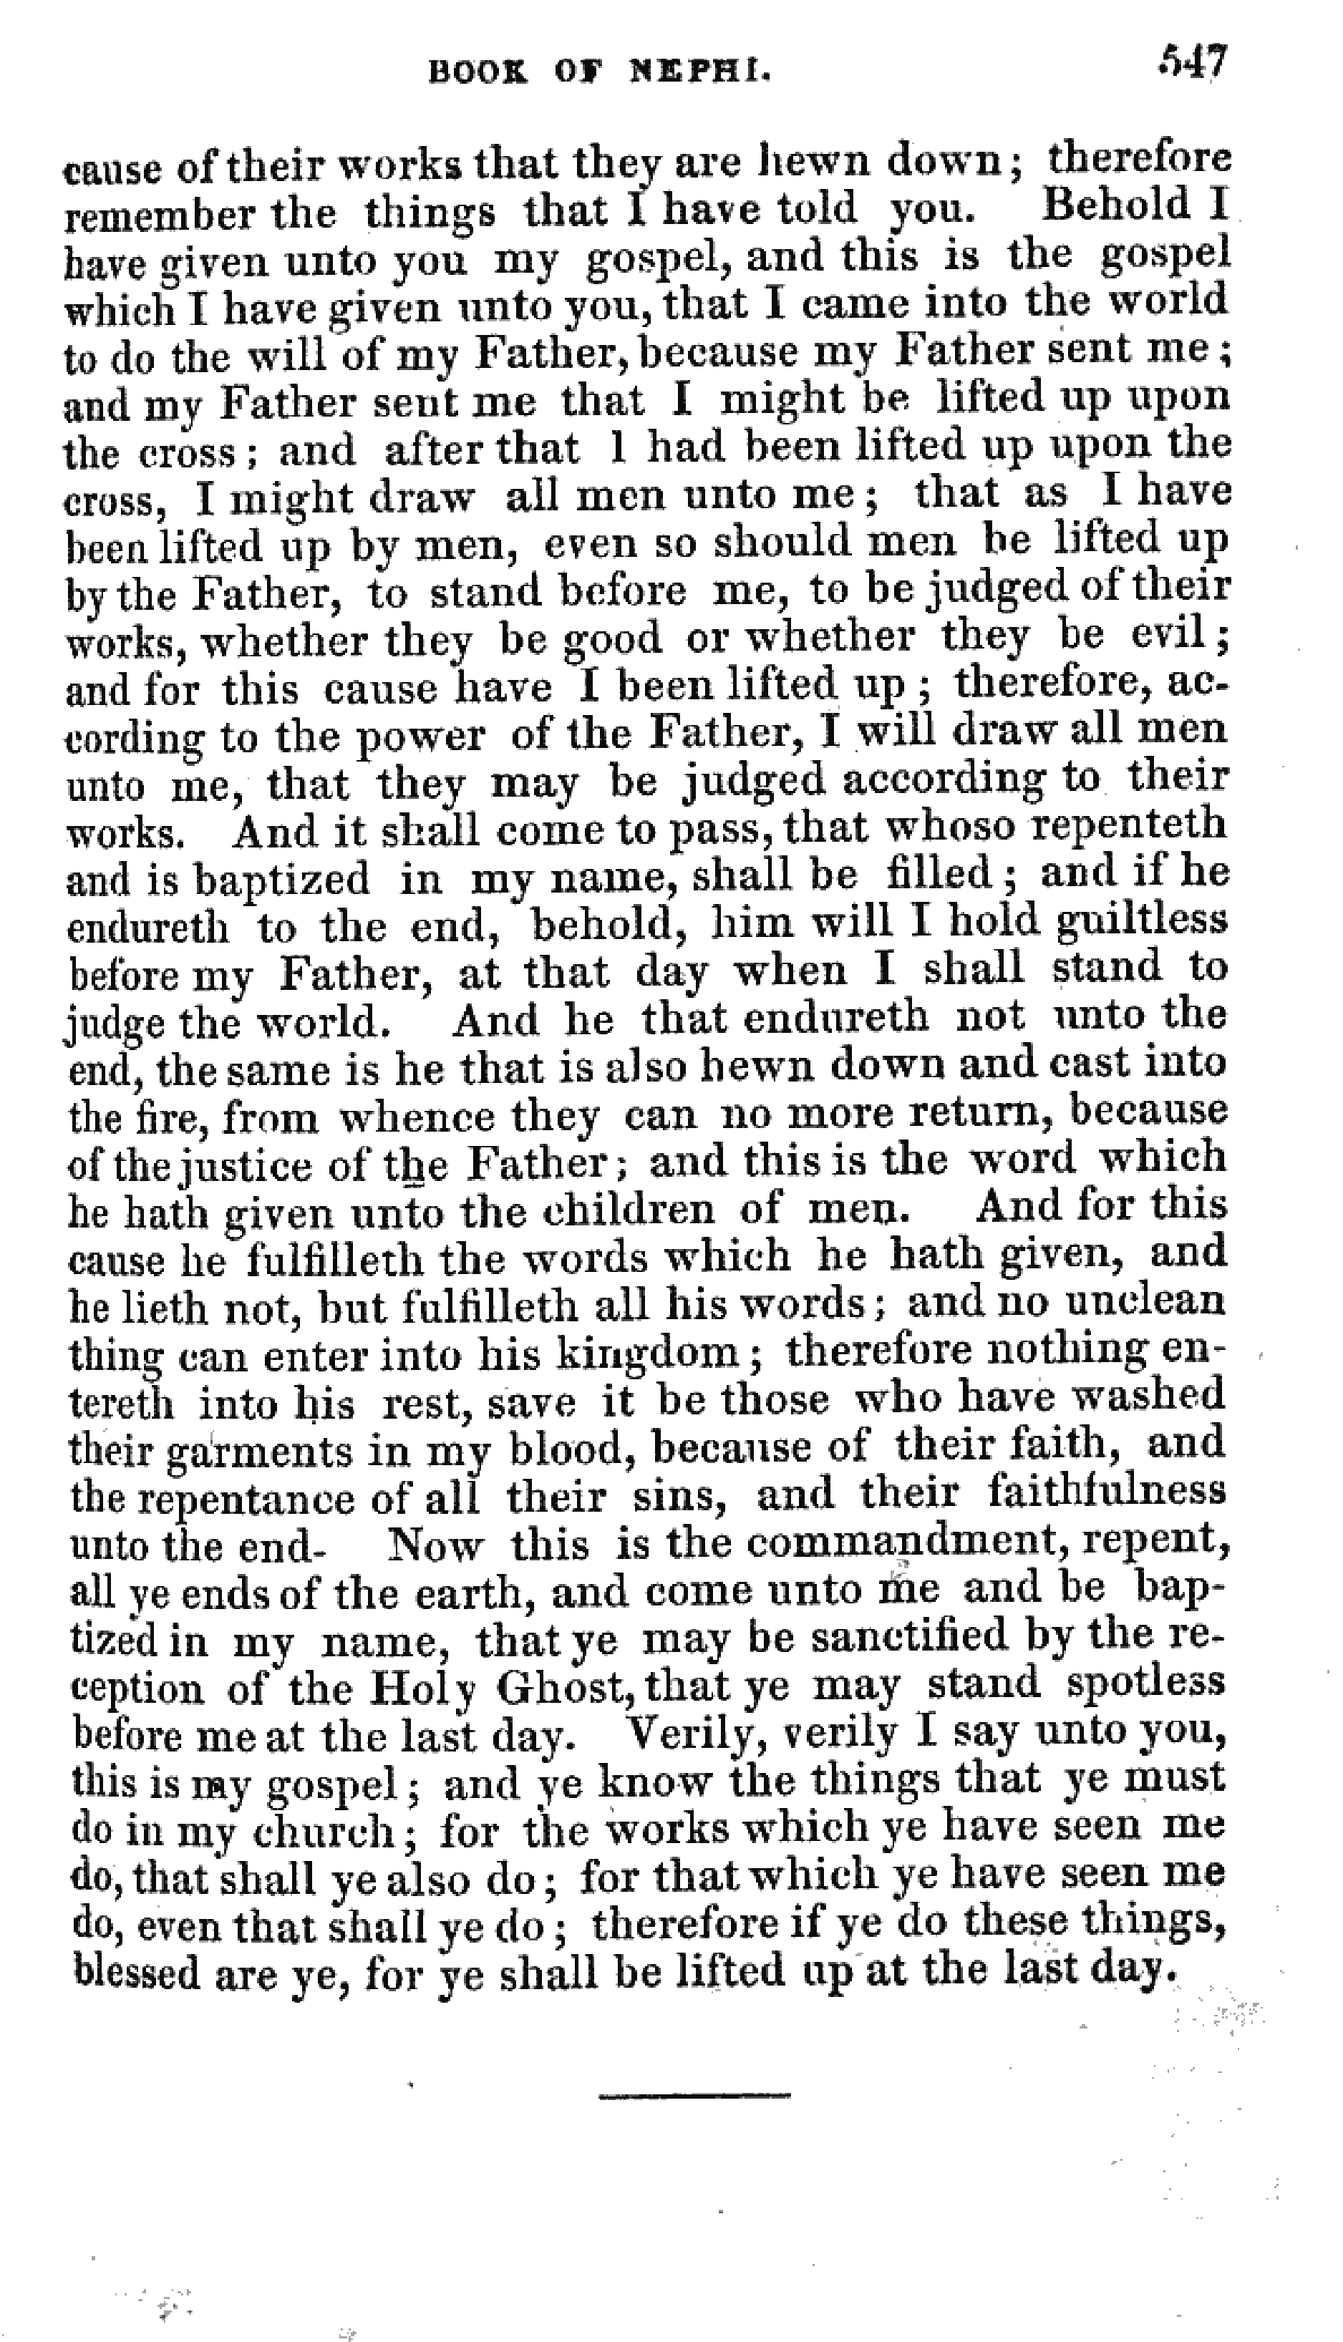 BOOK OF NEPHI. 547
cause of their works that they are hewn down; therefore
remember the things that I have told you. Behold I
have given unto you my gospel, and this is the gospel
which I have given unto you, that I came into the world
to do the will of my Father, because my Father sent me;
and my Father sent me that I might be lifted up upon
the cross; and after that I had been lifted up upon the
cross, I might draw all men unto me; that as I have
been lifted up by men, even so should men be lifted up
by the Father, to stand before me, to be judged of their
works, whether they be good or whether they be evil;
and for this cause have I been lifted up; therefore, ac-
cording to the power of the Father, I will draw all men
unto me, that they may be judged according to their
works. And it shall come to pass, that whoso repenteth
and is baptized in my name, shall be filled; and if he
endureth to the end, behold, him will I hold guiltless
before my Father, at that day when I shall stand to
judge the world. And he that endureth not unto the
end, the same is he that is also hewn down and cast into
the fire, from whence they can no more return, because
of the justice of the Father; and this is the word which
he hath given unto the children of men. And for this
cause he fulfilleth the words which he hath given, and
he lieth not, but fulfilleth all his words; and no unclean
thing can enter into his kingdom; therefore nothing en-
tereth into his rest, save it be those who have washed
their garments in my blood, because of their faith, and
the repentance of all their sins, and their faithfulness
unto the end- Now this is the commandment, repent,
all ye ends of the earth, and come unto me and be bap-
tized in my name, that ye may be sanctified by the re-
ception of the Holy Ghost, that ye may stand spotless
before me at the last day. Verily, verily I say unto you,
this is my gospel; and ye know the things that ye must
do in my church; for the works which ye have seen me
do, that shall ye also do; for that which ye have seen me
do, even that shall ye do; therefore if ye do these things,
blessed are ye, for ye shall be lifted up at the last day.